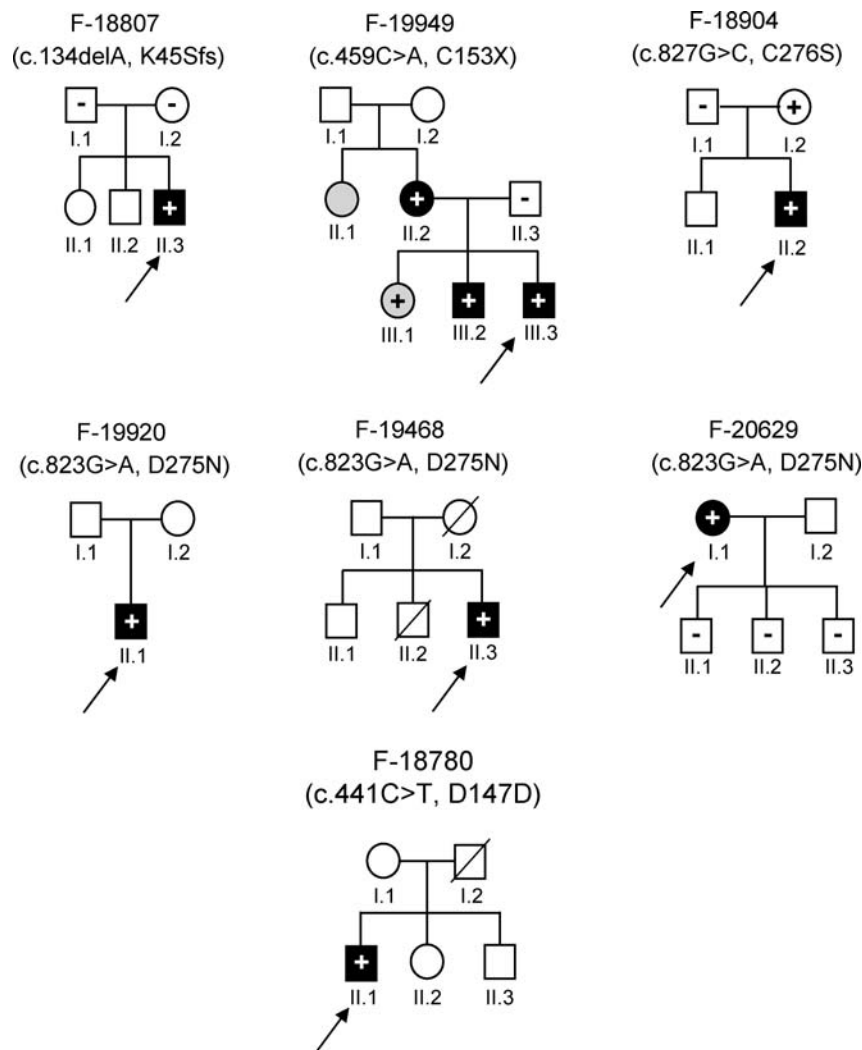 F-18807
(c.134delA, K45Sfs)
- -
I.1 I.2
+
II.1 II.2 II.3
F-19949
(c.459C>A, C153X)
I.1 I.2
+ -
II.1 II.2 II.3
+ + +
III.1 III.2 III.3
F-18904
(c.827G>C, C276S)
- +
I.1 I.2
+
II.1 II.2
F-19920
(c.823G>A, D275N)
I.1 I.2
+
II.1
F-19468
(c.823G>A, D275N)
I.1 I.2
+
II.1 II.2 II.3
F-20629
(c.823G>A, D275N)
+
I.1 I.2
- - -
II.1 II.2 II.3
F-18780
(c.441C>T, D147D)
I.1 I.2
+
II.1 II.2 II.3